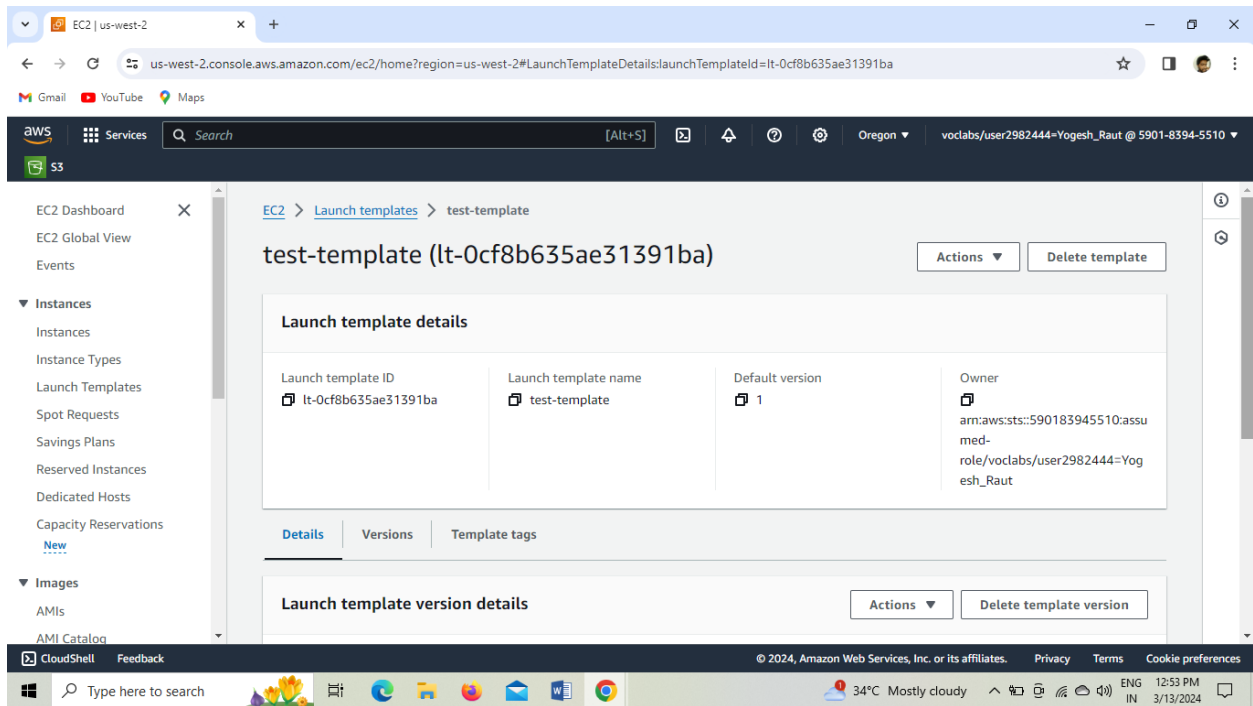 EC2 | us-west-2
us-west-2.console.aws.amazon.com/ec2/home?region=us-west-2#LaunchTemplateDetails:launchTemplateId=lt-0cf8b635ae31391ba
Gmail YouTube Maps
aws Services Search [Alt+S] Oregon ▼ voclabs/user2982444=Yogesh_Raut @ 5901-8394-5510 ▼
S3
EC2 Dashboard
EC2 Global View
Events
Instances
Instances
Instance Types
Launch Templates
Spot Requests
Savings Plans
Reserved Instances
Dedicated Hosts
Capacity Reservations
New
Images
AMIs
AMI Catalog
EC2 > Launch templates > test-template
test-template (lt-0cf8b635ae31391ba)
Actions ▼ Delete template
Launch template details
Launch template ID
lt-0cf8b635ae31391ba
Launch template name
test-template
Default version
1
Owner
arn:aws:sts::590183945510:assu
med-
role/voclabs/user2982444=Yog
esh_Raut
Details Versions Template tags
Launch template version details
Actions ▼ Delete template version
CloudShell Feedback © 2024, Amazon Web Services, Inc. or its affiliates. Privacy Terms Cookie preferences
Type here to search 34°C Mostly cloudy
ENG
IN
12:53 PM
3/13/2024